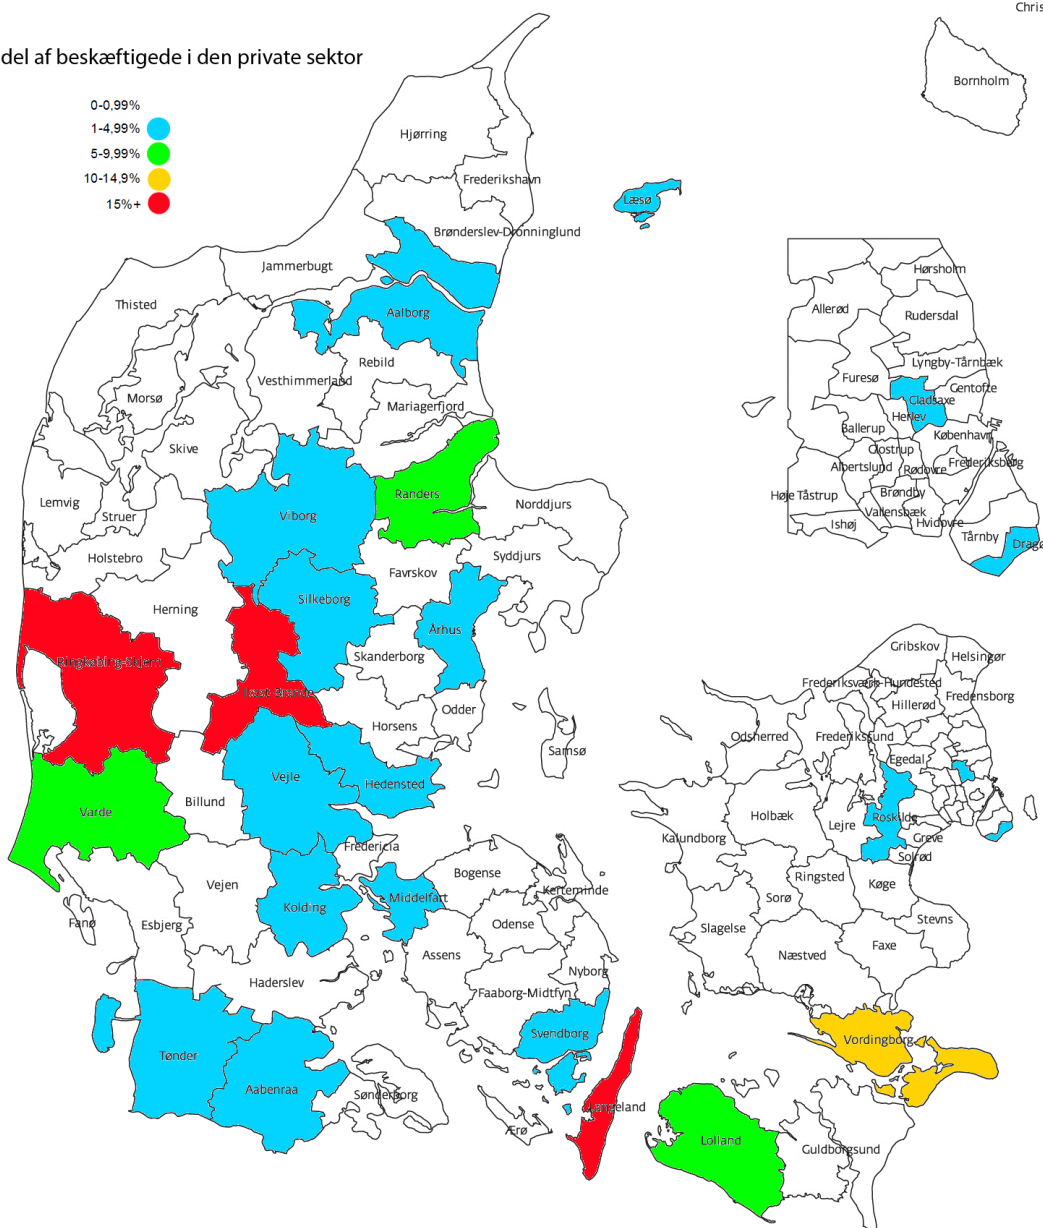 Chris
del af beskæftigede i den private sektor
0-0,99%
1-4,99%
5-9,99%
10-14,9%
15%+
Bornholm
Hjørring
Frederikshavn
Læsø
Brønderslev-Dronninglund
Jammerbugt
Thisted
Aalborg
Rebild
Vesthimmerland
Morsø
Mariagerfjord
Skive
Randers
Lemvig
Struer
Viborg
Norddjurs
Holstebro
Syddjurs
Favrskov
Silkeborg
Herning
Århus
Skanderborg
Ringkøbing-Skjern
Ikast-Brande
Odder
Horsens
Samsø
Vejle
Hedensted
Billund
Varde
Fredericia
Vejen
Kolding
Middelfart
Bogense
Kerteminde
Fanø
Esbjerg
Odense
Assens
Nyborg
Haderslev
Faaborg-Midtfyn
Svendborg
Tønder
Aabenraa
Sønderborg
Langeland
Ærø
Hørsholm
Allerød
Rudersdal
Lyngby-Tårnbæk
Furesø
Gentofte
Gladsaxe
Herlev
Ballerup
København
Glostrup
Frederiksberg
Albertslund
Rødovre
Høje Tåstrup
Brøndby
Vallensbæk
Ishøj
Hvidovre
Tårnby
Dragø
Gribskov
Helsingør
Frederiksværk-Hundested
Fredensborg
Hillerød
Odsherred
Frederikssund
Egedal
Holbæk
Lejre
Roskilde
Kalundborg
Greve
Solrød
Ringsted
Køge
Sorø
Stevns
Slagelse
Næstved
Faxe
Vordingborg
Lolland
Guldborgsund